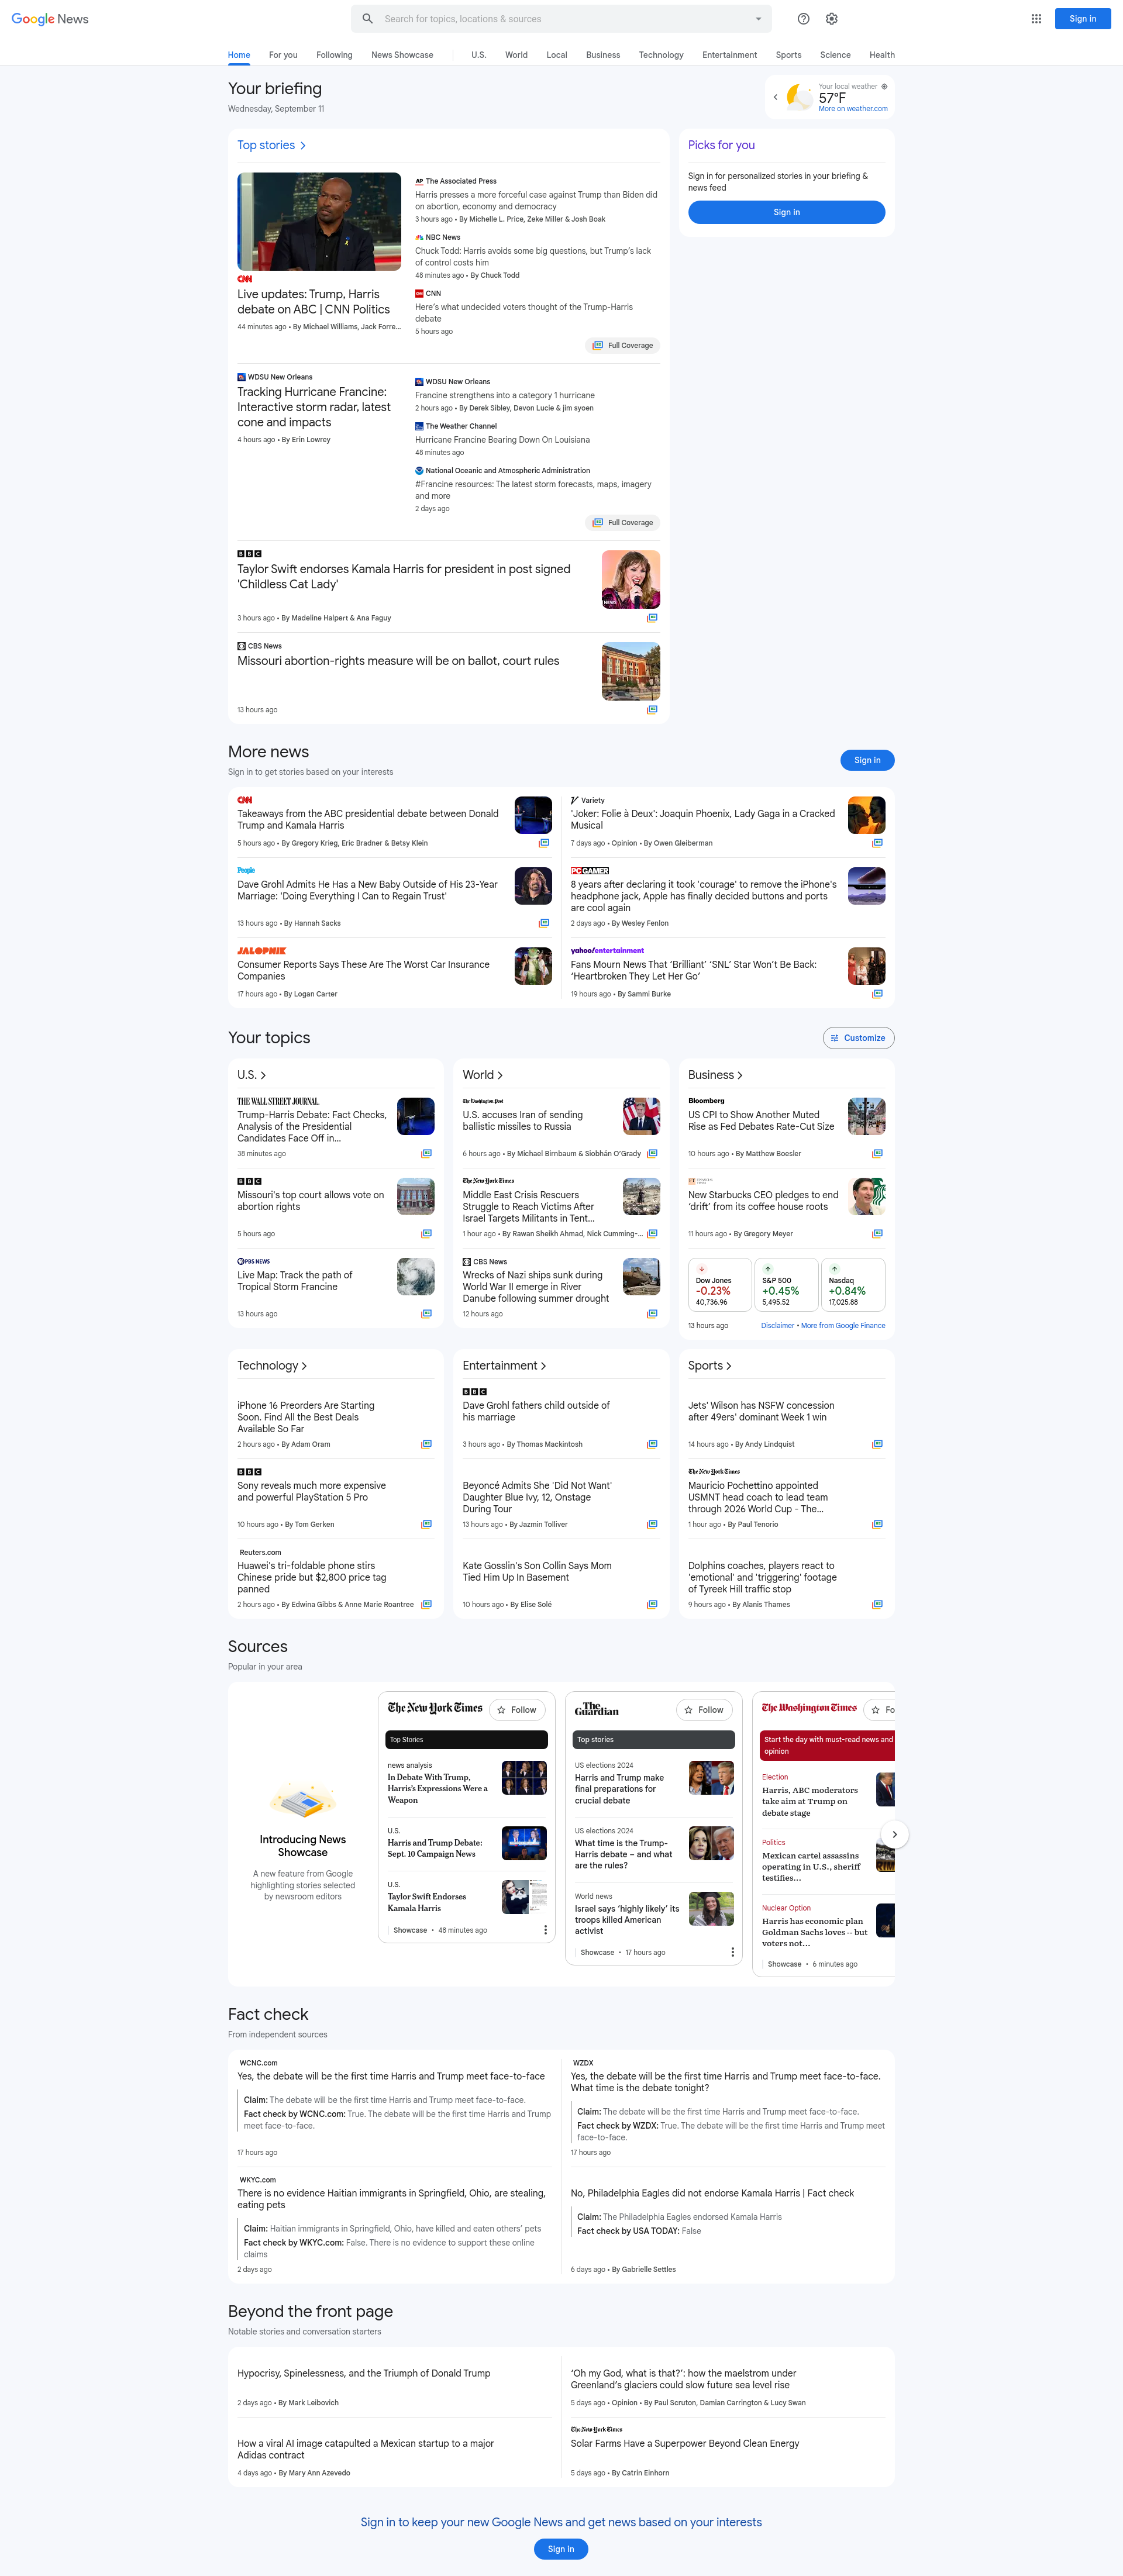 Google News
Search for topics, locations & sources
Sign in
Home
For you
Following
News Showcase
U.S.
World
Local
Business
Technology
Entertainment
Sports
Science
Health
Your briefing
Wednesday, September 11
Your local weather
57°F
More on weather.com
Top stories
CNN
Live updates: Trump, Harris
debate on ABC | CNN Politics
44 minutes ago • By Michael Williams, Jack Forre...
AP The Associated Press
Harris presses a more forceful case against Trump than Biden did
on abortion, economy and democracy
3 hours ago • By Michelle L. Price, Zeke Miller & Josh Boak
NBC News
Chuck Todd: Harris avoids some big questions, but Trump's lack
of control costs him
48 minutes ago • By Chuck Todd
CNN
Here's what undecided voters thought of the Trump-Harris
debate
5 hours ago
Full Coverage
WDSU New Orleans
Tracking Hurricane Francine:
Interactive storm radar, latest
cone and impacts
4 hours ago • By Erin Lowrey
WDSU New Orleans
Francine strengthens into a category 1 hurricane
2 hours ago • By Derek Sibley, Devon Lucie & jim syoen
The Weather Channel
Hurricane Francine Bearing Down On Louisiana
48 minutes ago
National Oceanic and Atmospheric Administration
#Francine resources: The latest storm forecasts, maps, imagery
and more
2 days ago
Full Coverage
BBC
Taylor Swift endorses Kamala Harris for president in post signed
'Childless Cat Lady'
NEWS
3 hours ago • By Madeline Halpert & Ana Faguy
CBS News
Missouri abortion-rights measure will be on ballot, court rules
13 hours ago
Picks for you
Sign in for personalized stories in your briefing &
news feed
Sign in
More news
Sign in to get stories based on your interests
Sign in
CNN
Takeaways from the ABC presidential debate between Donald
Trump and Kamala Harris
5 hours ago • By Gregory Krieg, Eric Bradner & Betsy Klein
People
Dave Grohl Admits He Has a New Baby Outside of His 23-Year
Marriage: 'Doing Everything I Can to Regain Trust'
13 hours ago • By Hannah Sacks
JALOPNIK
Consumer Reports Says These Are The Worst Car Insurance
Companies
17 hours ago • By Logan Carter
Variety
'Joker: Folie à Deux': Joaquin Phoenix, Lady Gaga in a Cracked
Musical
7 days ago • Opinion • By Owen Gleiberman
PC GAMER
8 years after declaring it took 'courage' to remove the iPhone's
headphone jack, Apple has finally decided buttons and ports
are cool again
2 days ago • By Wesley Fenlon
yahoo!entertainment
Fans Mourn News That 'Brilliant' 'SNL' Star Won't Be Back:
'Heartbroken They Let Her Go'
19 hours ago • By Sammi Burke
Your topics
Customize
U.S.
THE WALL STREET JOURNAL.
Trump-Harris Debate: Fact Checks,
Analysis of the Presidential
Candidates Face Off in...
38 minutes ago
BBC
Missouri's top court allows vote on
abortion rights
5 hours ago
PBS NEWS
Live Map: Track the path of
Tropical Storm Francine
13 hours ago
World
The Washington Post
U.S. accuses Iran of sending
ballistic missiles to Russia
6 hours ago • By Michael Birnbaum & Siobhán O'Grady
The New York Times
Middle East Crisis Rescuers
Struggle to Reach Victims After
Israel Targets Militants in Tent...
1 hour ago • By Rawan Sheikh Ahmad, Nick Cumming-...
CBS News
Wrecks of Nazi ships sunk during
World War II emerge in River
Danube following summer drought
12 hours ago
Business
Bloomberg
US CPI to Show Another Muted
Rise as Fed Debates Rate-Cut Size
10 hours ago • By Matthew Boesler
FINANCIAL TIMES
New Starbucks CEO pledges to end
'drift' from its coffee house roots
11 hours ago • By Gregory Meyer
Dow Jones
-0.23%
40,736.96
S&P 500
+0.45%
5,495.52
Nasdaq
+0.84%
17,025.88
13 hours ago
Disclaimer • More from Google Finance
Technology
iPhone 16 Preorders Are Starting
Soon. Find All the Best Deals
Available So Far
2 hours ago • By Adam Oram
BBC
Sony reveals much more expensive
and powerful PlayStation 5 Pro
10 hours ago • By Tom Gerken
Reuters.com
Huawei's tri-foldable phone stirs
Chinese pride but $2,800 price tag
panned
2 hours ago • By Edwina Gibbs & Anne Marie Roantree
Entertainment
BBC
Dave Grohl fathers child outside of
his marriage
3 hours ago • By Thomas Mackintosh
Beyoncé Admits She 'Did Not Want'
Daughter Blue Ivy, 12, Onstage
During Tour
13 hours ago • By Jazmin Tolliver
Kate Gosslin's Son Collin Says Mom
Tied Him Up In Basement
10 hours ago • By Elise Solé
Sports
Jets' Wilson has NSFW concession
after 49ers' dominant Week 1 win
14 hours ago • By Andy Lindquist
The New York Times
Mauricio Pochettino appointed
USMNT head coach to lead team
through 2026 World Cup - The...
1 hour ago • By Paul Tenorio
Dolphins coaches, players react to
'emotional' and 'triggering' footage
of Tyreek Hill traffic stop
9 hours ago • By Alanis Thames
Sources
Popular in your area
Introducing News
Showcase
A new feature from Google
highlighting stories selected
by newsroom editors
The New York Times
Follow
Top Stories
news analysis
In Debate With Trump,
Harris's Expressions Were a
Weapon
U.S.
Harris and Trump Debate:
Sept. 10 Campaign News
U.S.
Taylor Swift Endorses
Kamala Harris
Showcase • 48 minutes ago
The Guardian
Follow
Top stories
US elections 2024
Harris and Trump make
final preparations for
crucial debate
US elections 2024
What time is the Trump-
Harris debate – and what
are the rules?
World news
Israel says 'highly likely' its
troops killed American
activist
Showcase • 17 hours ago
The Washington Times
Fo
Start the day with must-read news and
opinion
Election
Harris, ABC moderators
take aim at Trump on
debate stage
Politics
Mexican cartel assassins
operating in U.S., sheriff
testifies...
Nuclear Option
Harris has economic plan
Goldman Sachs loves -- but
voters not...
Showcase • 6 minutes ago
Fact check
From independent sources
WCNC.com
Yes, the debate will be the first time Harris and Trump meet face-to-face
Claim: The debate will be the first time Harris and Trump meet face-to-face.
Fact check by WCNC.com: True. The debate will be the first time Harris and Trump
meet face-to-face.
17 hours ago
WZDX
Yes, the debate will be the first time Harris and Trump meet face-to-face.
What time is the debate tonight?
Claim: The debate will be the first time Harris and Trump meet face-to-face.
Fact check by WZDX: True. The debate will be the first time Harris and Trump meet
face-to-face.
17 hours ago
WKYC.com
There is no evidence Haitian immigrants in Springfield, Ohio, are stealing,
eating pets
Claim: Haitian immigrants in Springfield, Ohio, have killed and eaten others' pets
Fact check by WKYC.com: False. There is no evidence to support these online
claims
2 days ago
No, Philadelphia Eagles did not endorse Kamala Harris | Fact check
Claim: The Philadelphia Eagles endorsed Kamala Harris
Fact check by USA TODAY: False
6 days ago • By Gabrielle Settles
Beyond the front page
Notable stories and conversation starters
Hypocrisy, Spinelessness, and the Triumph of Donald Trump
2 days ago • By Mark Leibovich
'Oh my God, what is that?': how the maelstrom under
Greenland's glaciers could slow future sea level rise
5 days ago • Opinion • By Paul Scruton, Damian Carrington & Lucy Swan
How a viral AI image catapulted a Mexican startup to a major
Adidas contract
4 days ago • By Mary Ann Azevedo
The New York Times
Solar Farms Have a Superpower Beyond Clean Energy
5 days ago • By Catrin Einhorn
Sign in to keep your new Google News and get news based on your interests
Sign in